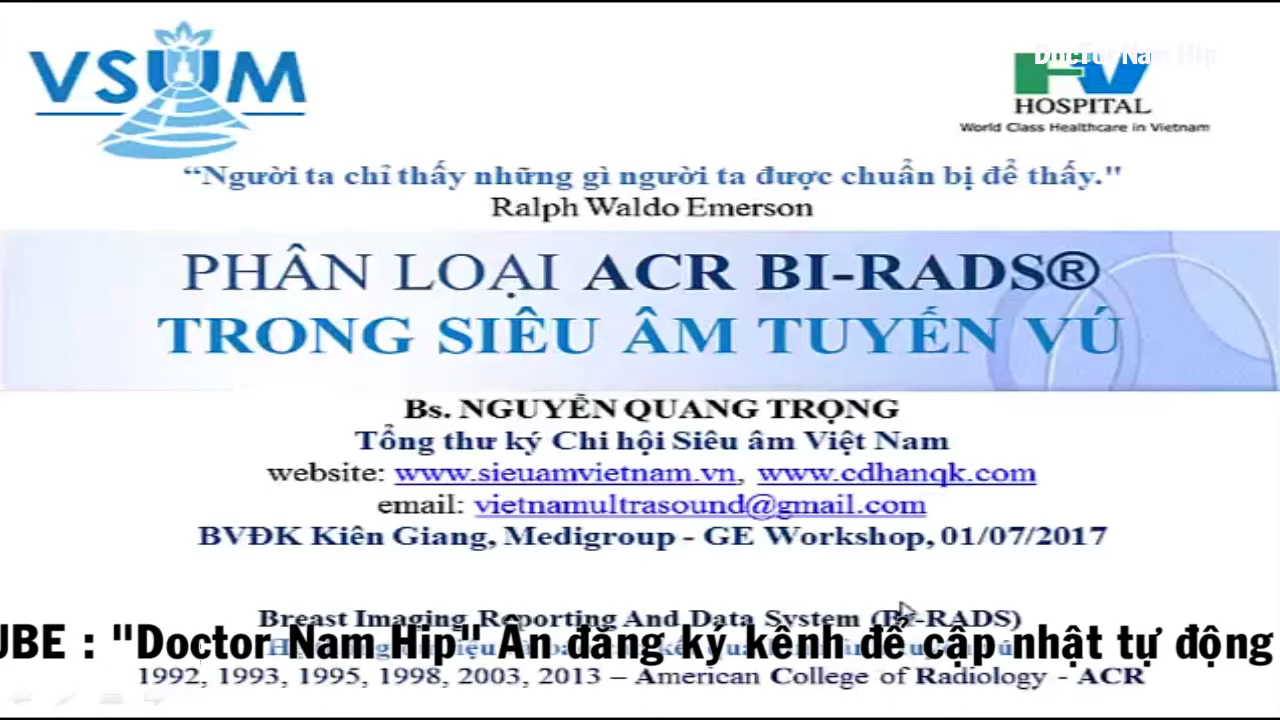 VSUM
DocTor Nam Hip
FV
HOSPITAL
World Class Healthcare in Vietnam
“Người ta chỉ thấy những gì người ta được chuẩn bị để thấy."
Ralph Waldo Emerson
PHÂN LOẠI ACR BI-RADS®
TRONG SIÊU ÂM TUYẾN VÚ
Bs. NGUYỄN QUANG TRỌNG
Tổng thư ký Chi hội Siêu âm Việt Nam
website: www.sieuamvietnam.vn, www.cdhanqk.com
email: vietnamultrasound@gmail.com
BVĐK Kiên Giang, Medigroup - GE Workshop, 01/07/2017
Breast Imaging Reporting And Data System (BI-RADS)
UBE : "Doctor Nam Hip" Ấn đăng ký kênh để cập nhật tự động
1992, 1993, 1995, 1998, 2003, 2013 – American College of Radiology - ACR